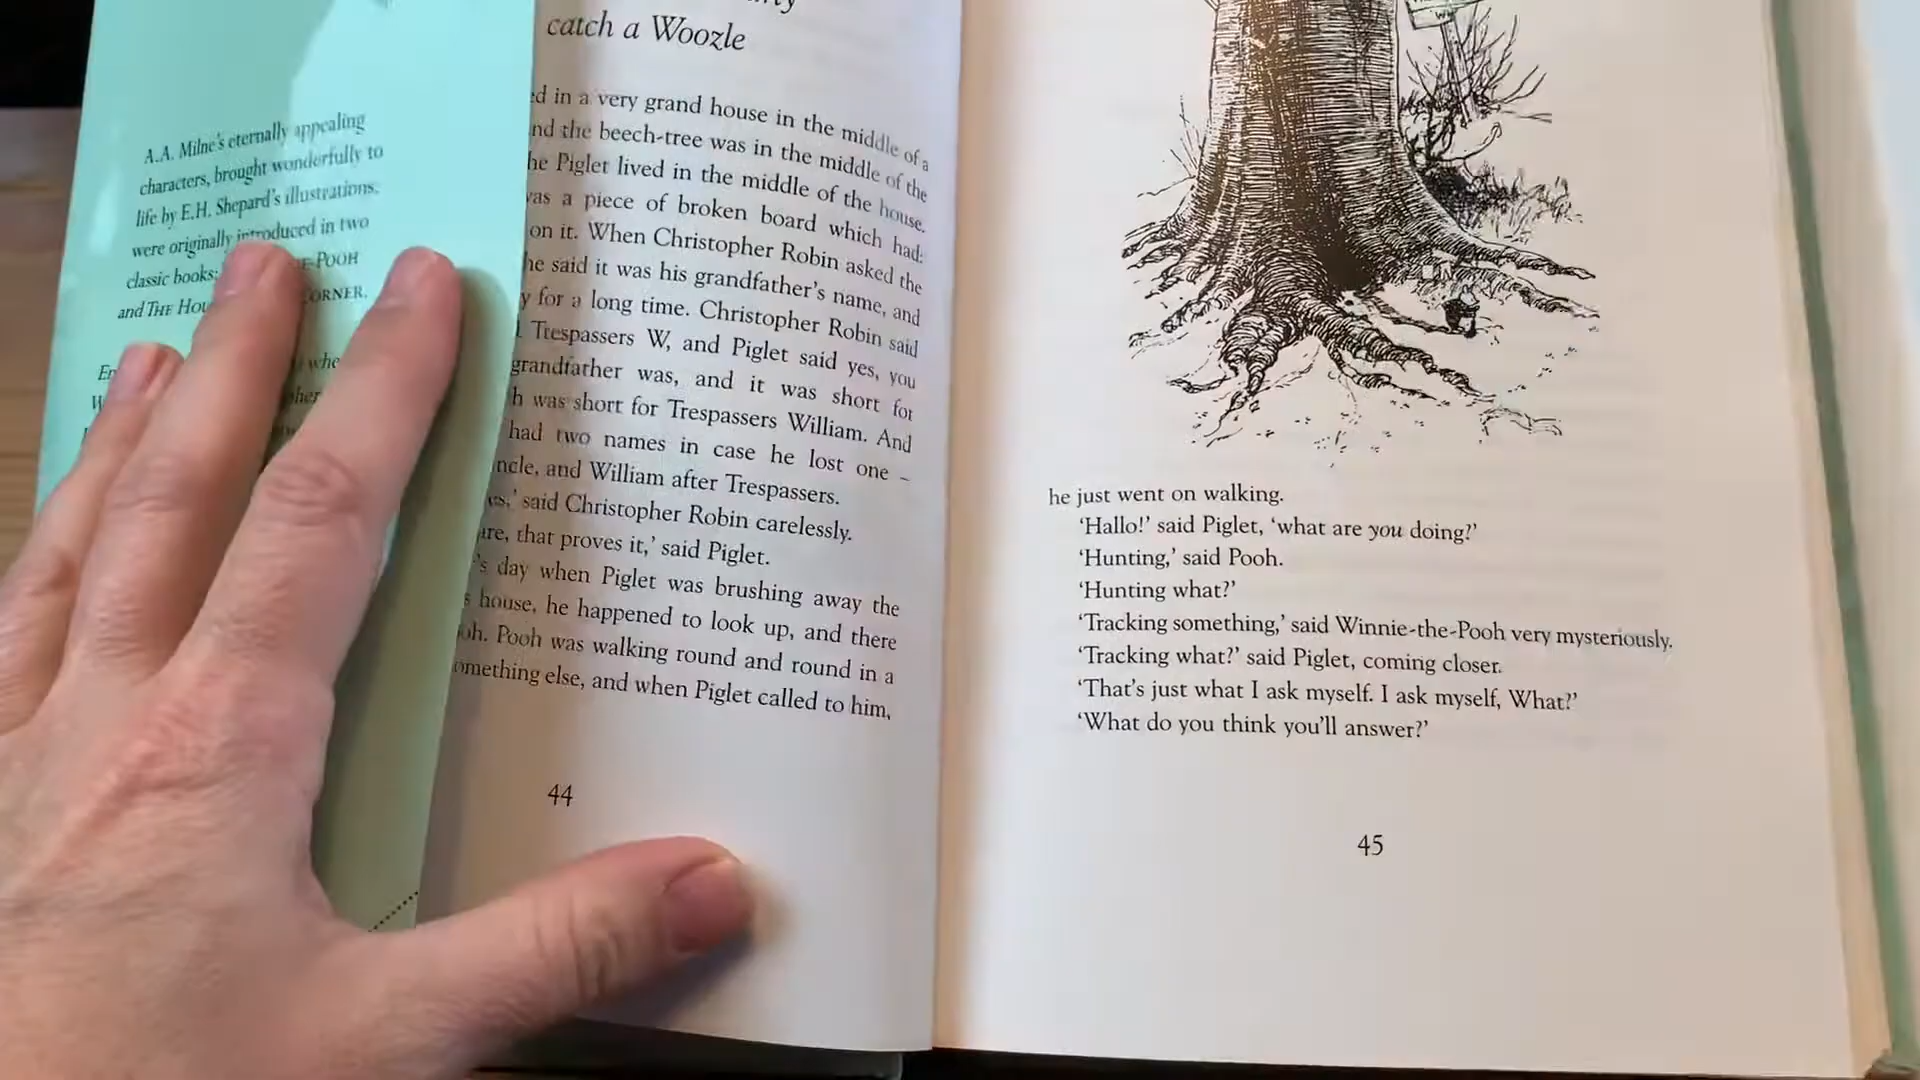 A.A. Milne's eternally appealing
characters, brought wonderfully to
life by E.H. Shepard's illustrations,
were originally introduced in two
classic books:
-POOH
and THE HOU CORNER.
catch a Woozle
in a very grand house in the middle of a
the beech-tree was in the middle of the
Piglet lived in the middle of the house.
a piece of broken board which had:
on it. When Christopher Robin asked the
he said it was his grandfather's name, and
for a long time. Christopher Robin said
Trespassers W, and Piglet said yes, you
grandfather was, and it was short for
was short for Trespassers William. And
had two names in case he lost one –
and William after Trespassers.
said Christopher Robin carelessly.
that proves it,' said Piglet.
day when Piglet was brushing away the
house, he happened to look up, and there
Pooh was walking round and round in a
something else, and when Piglet called to him,
44
he just went on walking.
'Hallo!' said Piglet, 'what are you doing?'
'Hunting,' said Pooh.
'Hunting what?'
'Tracking something,' said Winnie-the-Pooh very mysteriously.
'Tracking what?' said Piglet, coming closer.
'That's just what I ask myself. I ask myself, What?'
'What do you think you'll answer?'
45